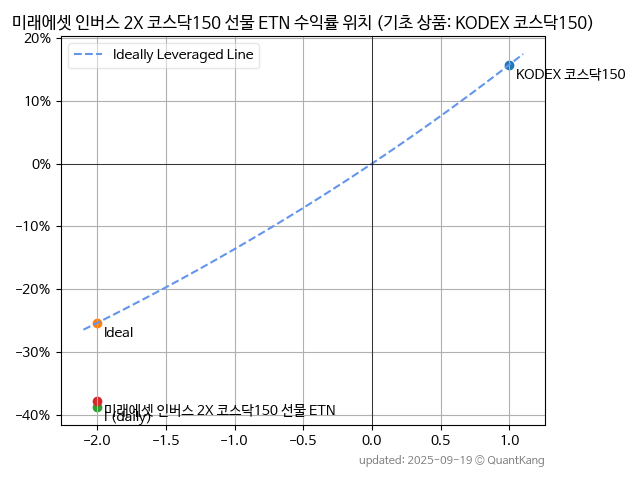 미래에셋 인버스 2X 코스닥150 선물 ETN 수익률 위치 (기초 상품: KODEX 코스닥150)
20%
Ideally Leveraged Line
KODEX 코스닥150
10%
0%
−10%
−20%
Ideal
−30%
미래에셋 인버스 2X 코스닥150 선물 ETN
(daily)
−40%
−2.0 −1.5 −1.0 −0.5 0.0 0.5 1.0
updated: 2025-09-19 © QuantKang